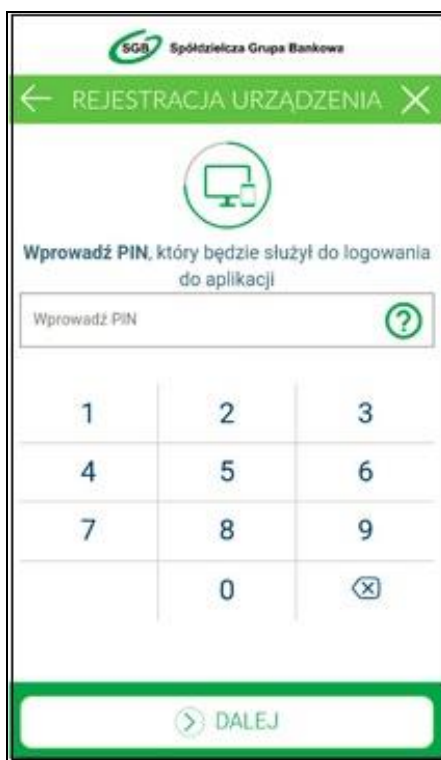 SGB Spółdzielcza Grupa Bankowa
REJESTRACJA URZĄDZENIA
Wprowadź PIN, który będzie służył do logowania
do aplikacji
Wprowadź PIN
?
1 2 3
4 5 6
7 8 9
0
DALEJ